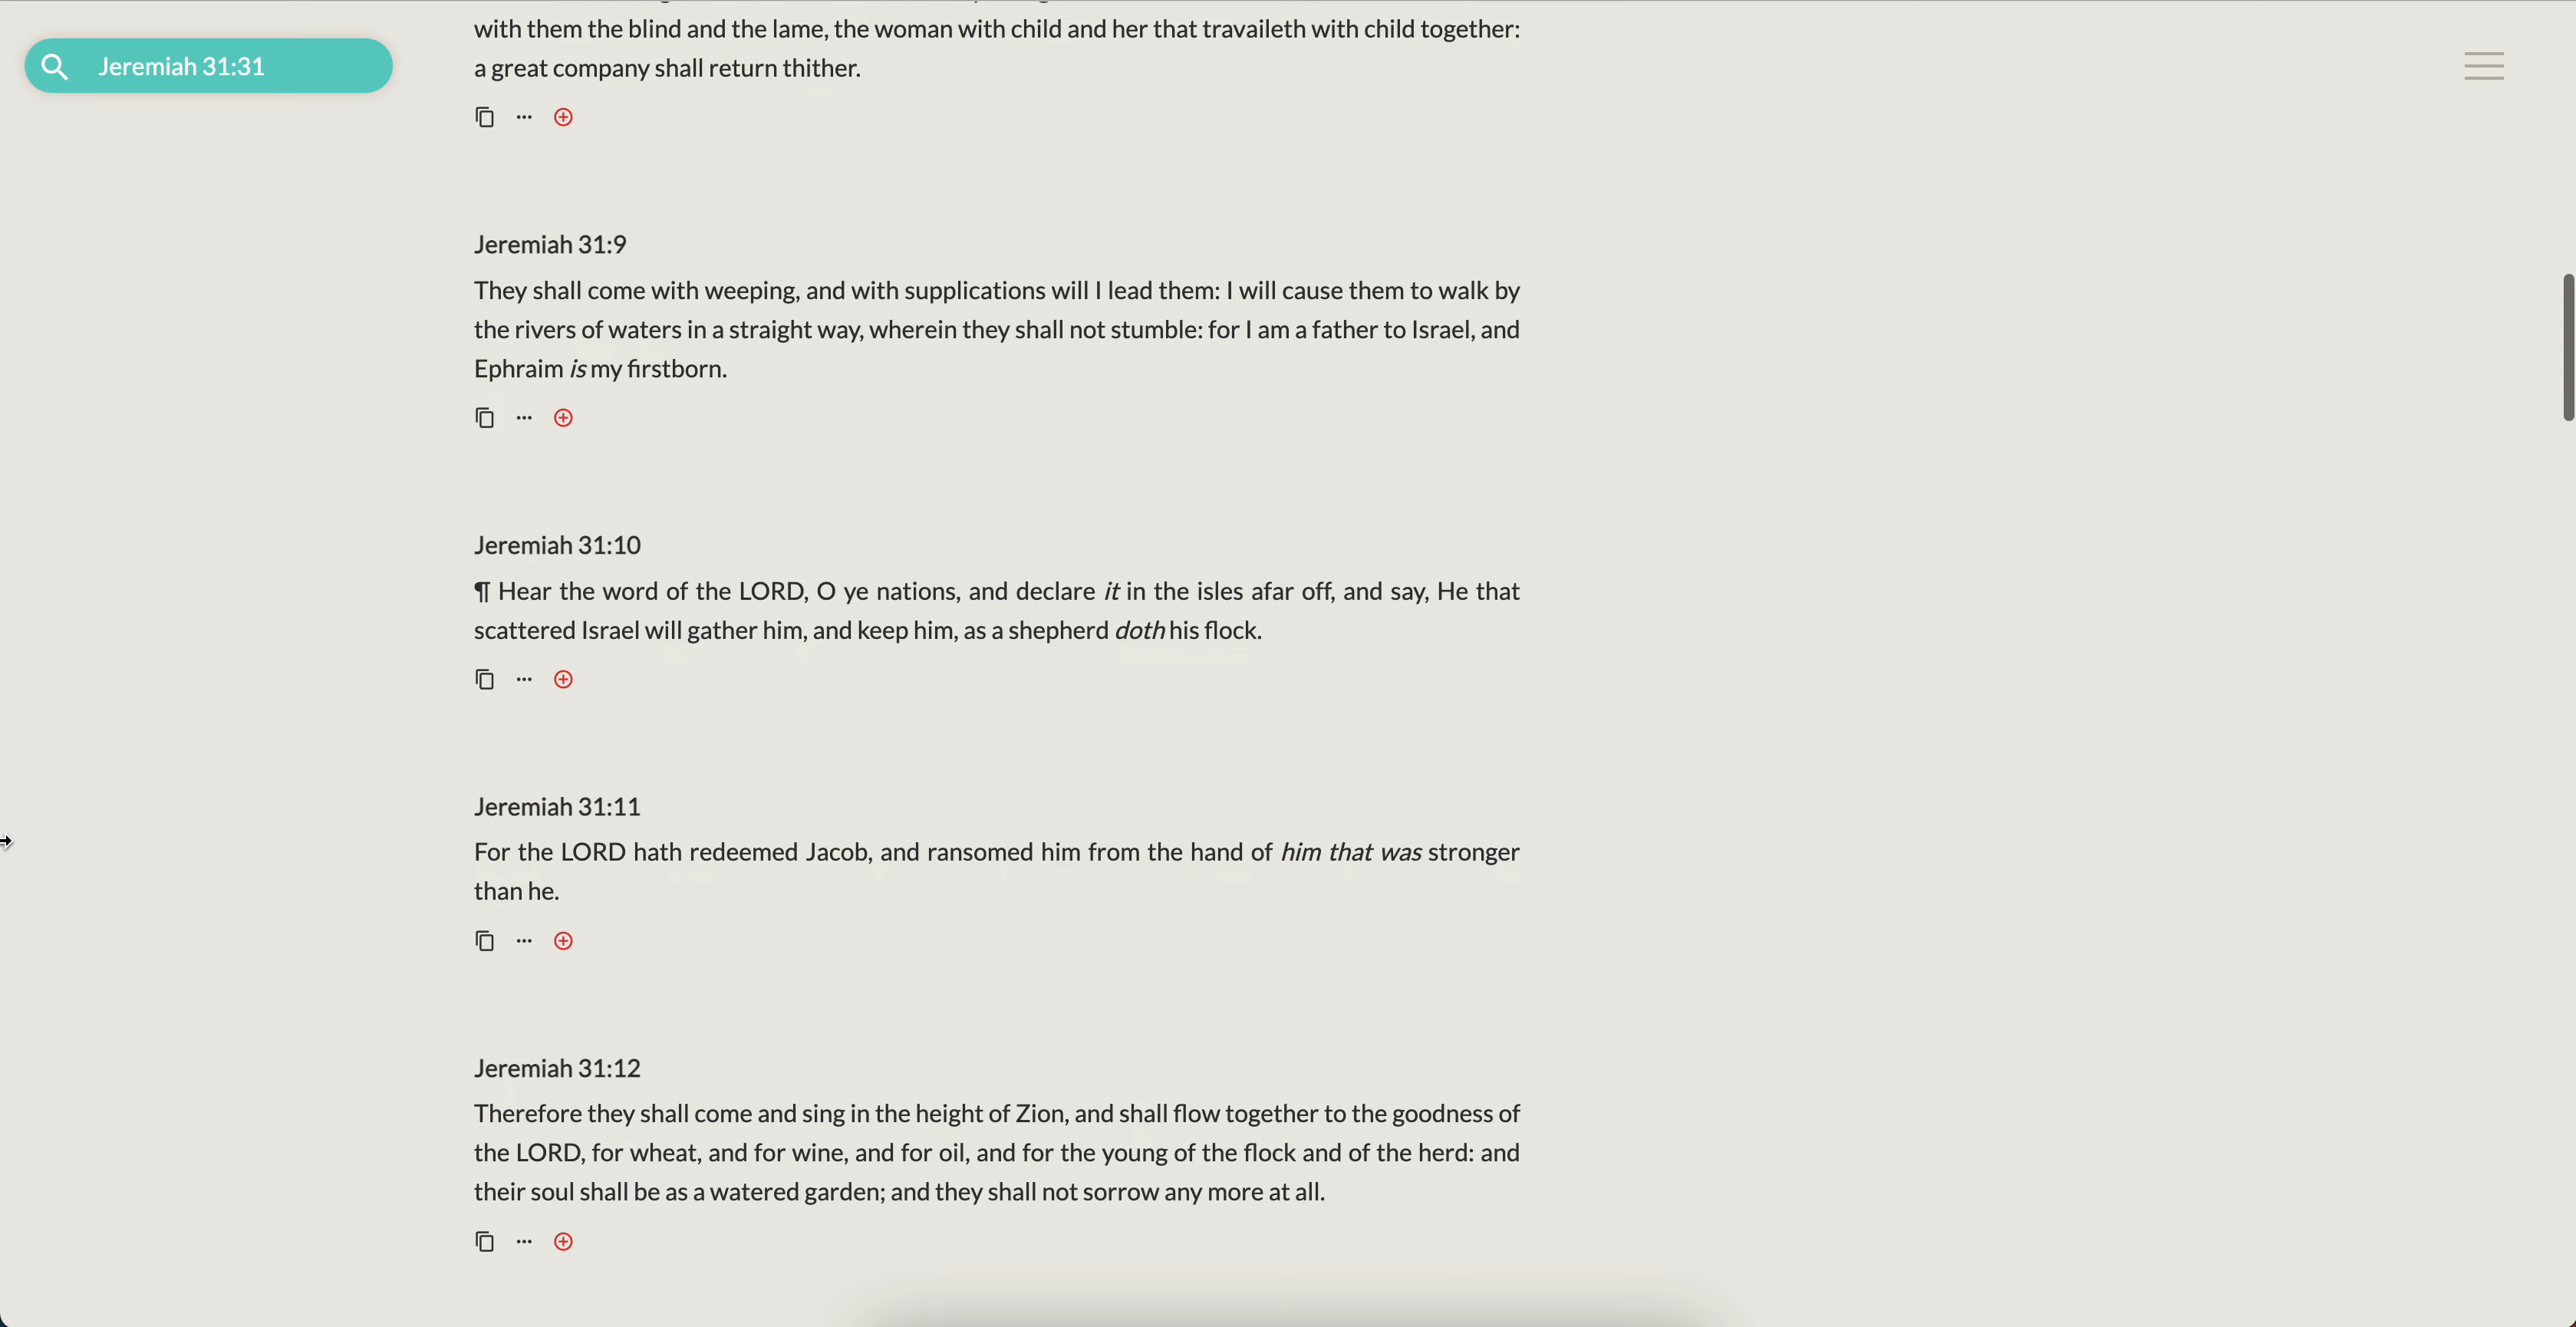 with them the blind and the lame, the woman with child and her that travaileth with child together:
Jeremiah 31:31
a great company shall return thither.
Jeremiah 31:9
They shall come with weeping, and with supplications will I lead them: I will cause them to walk by
the rivers of waters in a straight way, wherein they shall not stumble: for I am a father to Israel, and
Ephraim is my firstborn.
Jeremiah 31:10
¶ Hear the word of the LORD, O ye nations, and declare it in the isles afar off, and say, He that
scattered Israel will gather him, and keep him, as a shepherd doth his flock.
Jeremiah 31:11
For the LORD hath redeemed Jacob, and ransomed him from the hand of him that was stronger
than he.
Jeremiah 31:12
Therefore they shall come and sing in the height of Zion, and shall flow together to the goodness of
the LORD, for wheat, and for wine, and for oil, and for the young of the flock and of the herd: and
their soul shall be as a watered garden; and they shall not sorrow any more at all.